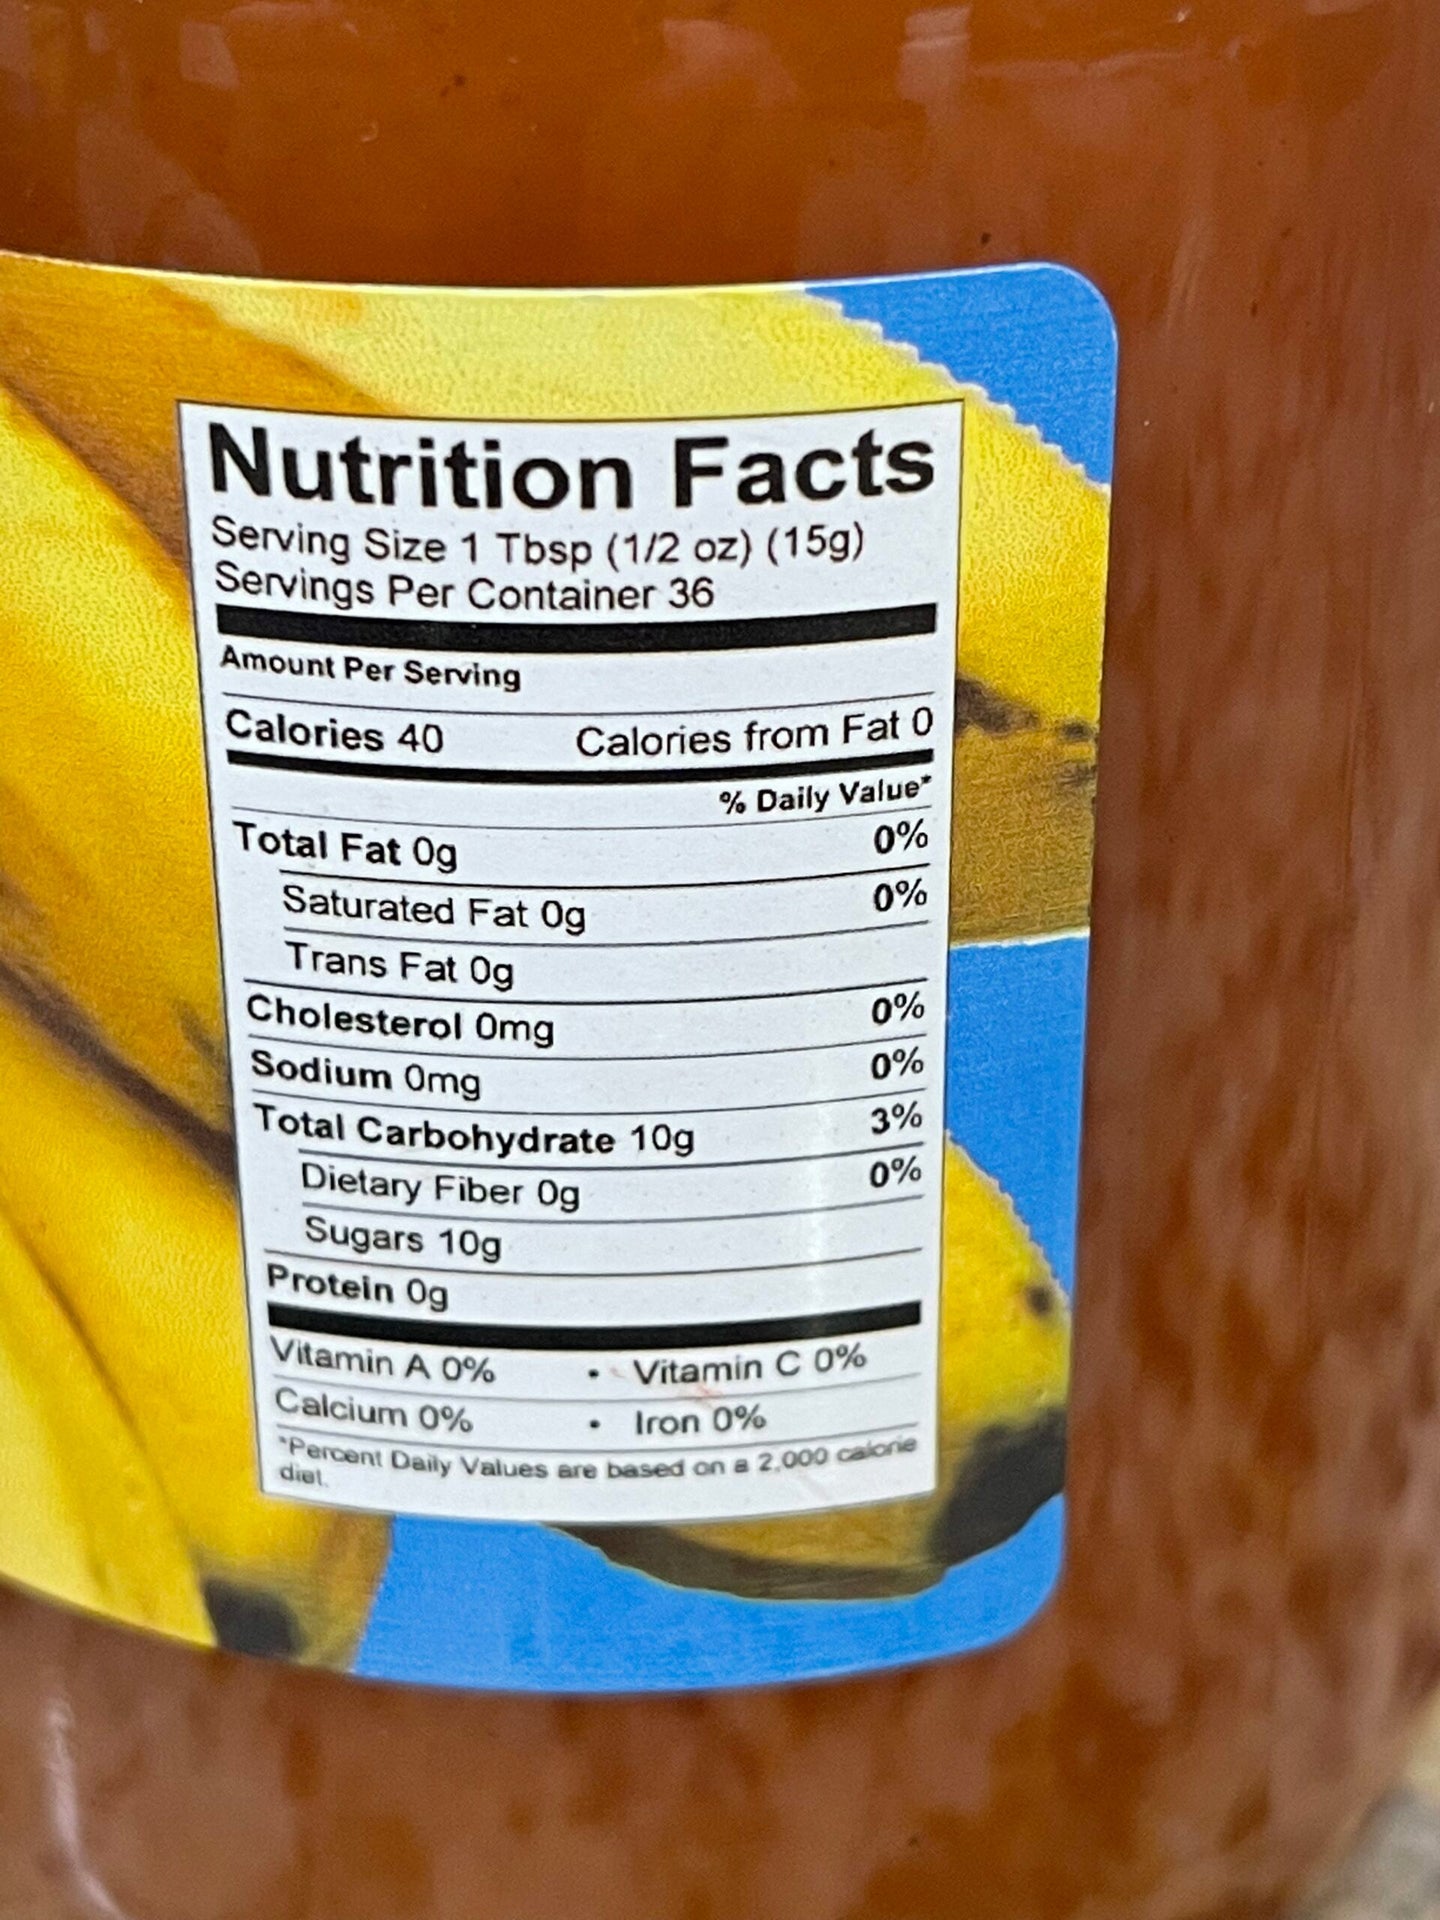 Nutrition Facts
Serving Size 1 Tbsp (1/2 oz) (15g)
Servings Per Container 36
Amount Per Serving
Calories 40 Calories from Fat 0
% Daily Value*
Total Fat 0g 0%
Saturated Fat 0g 0%
Trans Fat 0g
Cholesterol 0mg 0%
Sodium 0mg 0%
Total Carbohydrate 10g 3%
Dietary Fiber 0g 0%
Sugars 10g
Protein 0g
Vitamin A 0% • Vitamin C 0%
Calcium 0% • Iron 0%
*Percent Daily Values are based on a 2,000 calorie
diet.